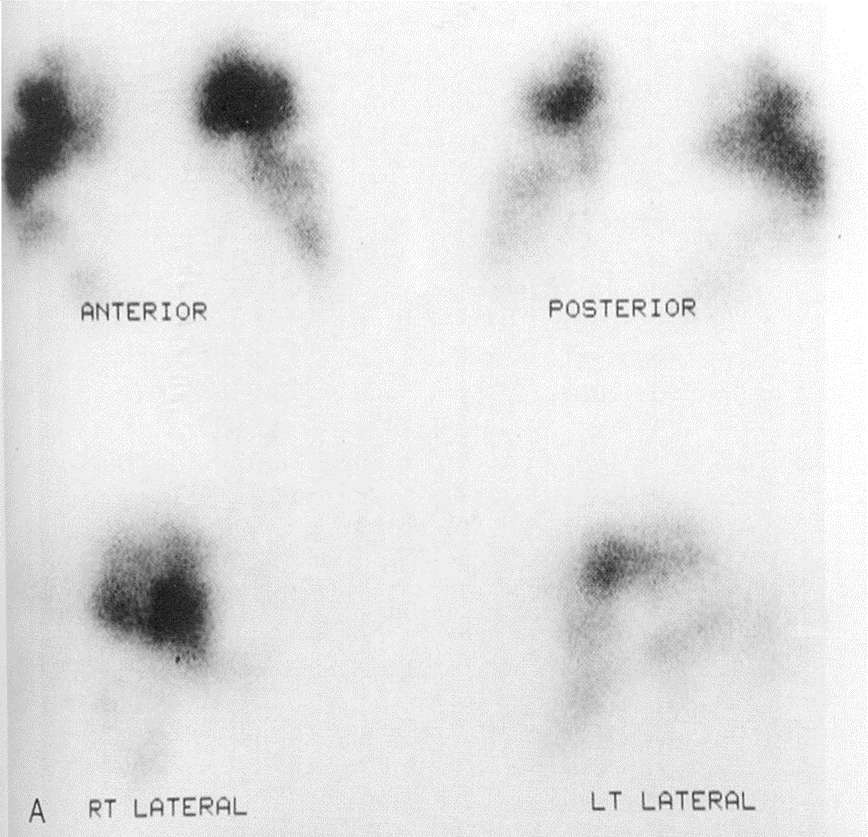 ANTERIOR
POSTERIOR
A
RT LATERAL
LT LATERAL